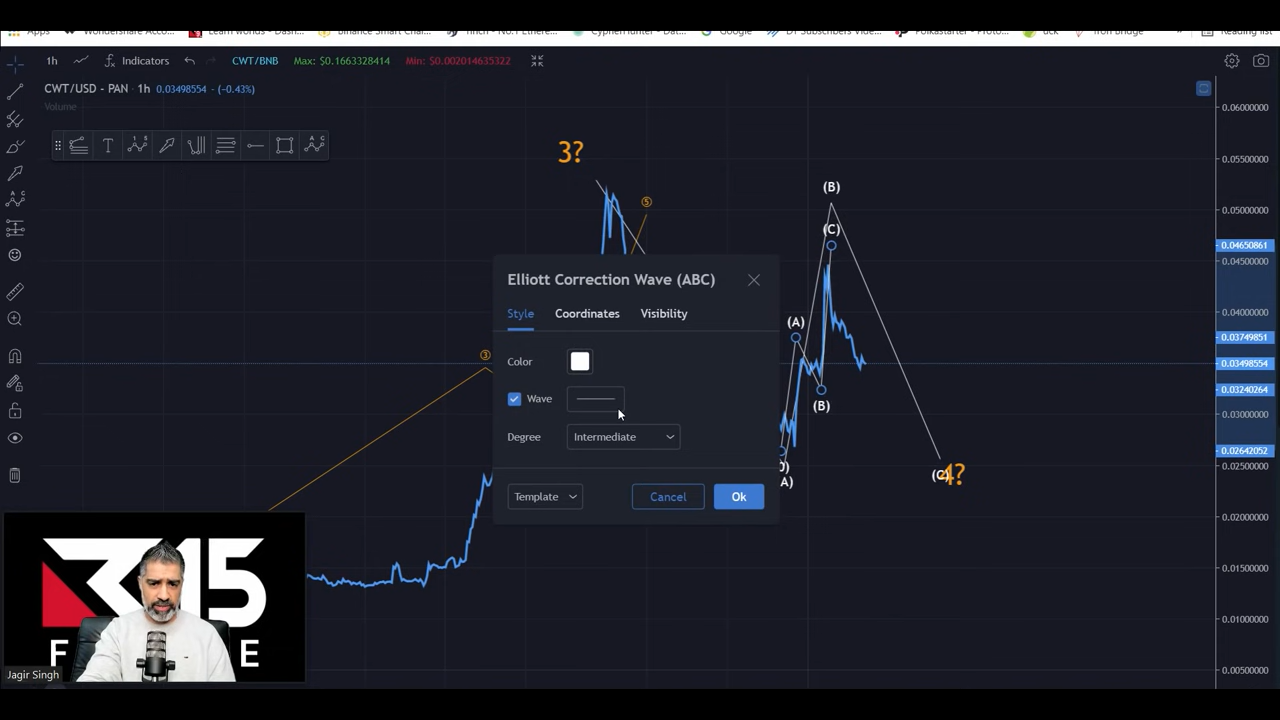 Apps Wondershare Acco... Learn Words - Dash... Binance Smart Chai... 1inch - N.1 Ethere... CypherHunter - Dat... Google DT Subscribers Vide... Polkastarter - Proto... Iron Bridge » Reading list
1h Indicators CWT/BNB Max: $0.1663328414 Min: $0.002014635322
CWT/USD - PAN · 1h 0.03498554 - (−0.43%)
Volume
T
3?
⑤
③
(B)
(C)
(A)
(B)
(A)
(C)
4?
Elliott Correction Wave (ABC)
Style Coordinates Visibility
Color
Wave
Degree Intermediate
Template Cancel Ok
0.06000000
0.05500000
0.05000000
0.04650861
0.04500000
0.04000000
0.03749851
0.03498554
0.03240264
0.03000000
0.02642052
0.02500000
0.02000000
0.01500000
0.01000000
0.00500000
Jagir Singh